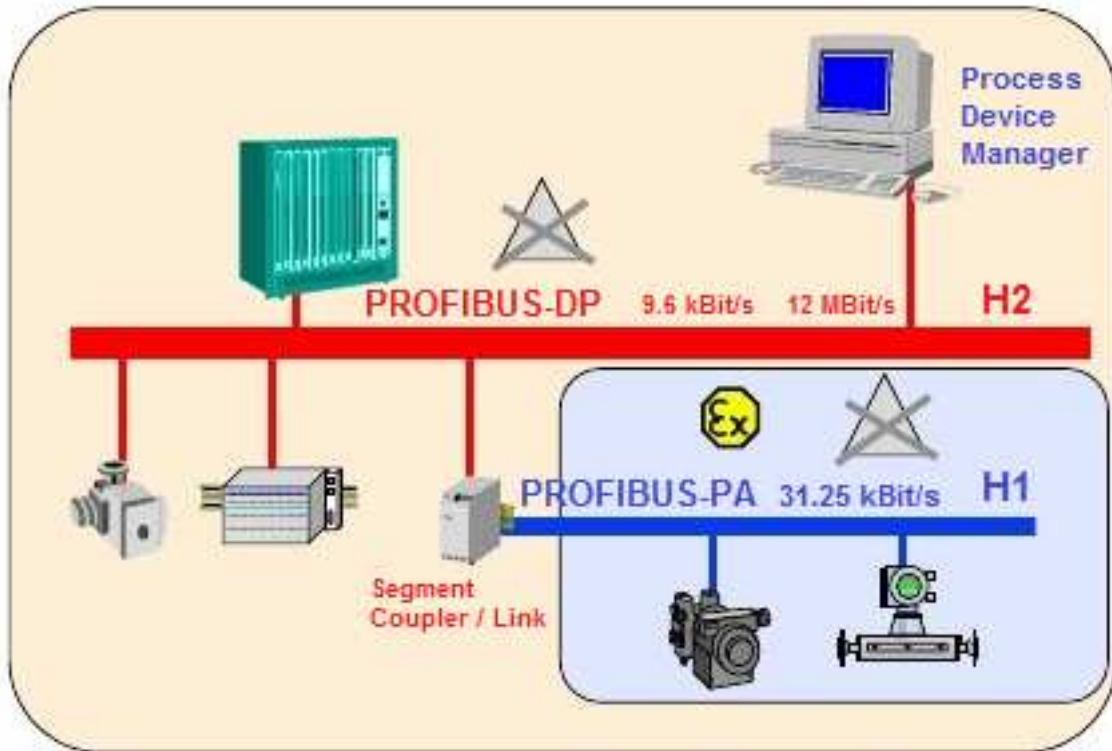 Process
Device
Manager
PROFIBUS-DP 9.6 kBit/s 12 MBit/s H2
Ex
PROFIBUS-PA 31.25 kBit/s H1
Segment
Coupler / Link